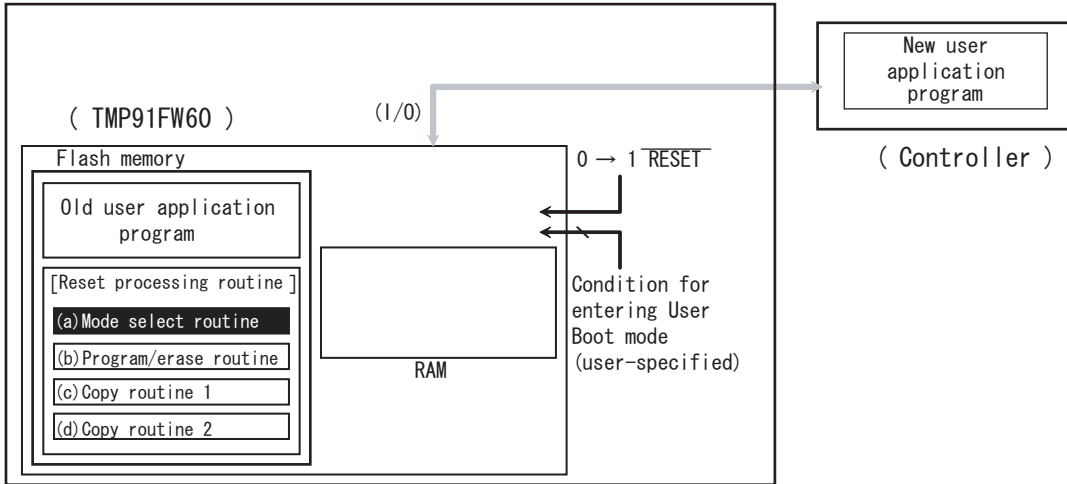 New user
application
program
( Controller )
(I/O)
( TMP91FW60 )
Flash memory
0 → 1 RESET
Old user application
program
[Reset processing routine]
(a)Mode select routine
(b)Program/erase routine
(c)Copy routine 1
(d)Copy routine 2
RAM
Condition for
entering User
Boot mode
(user-specified)